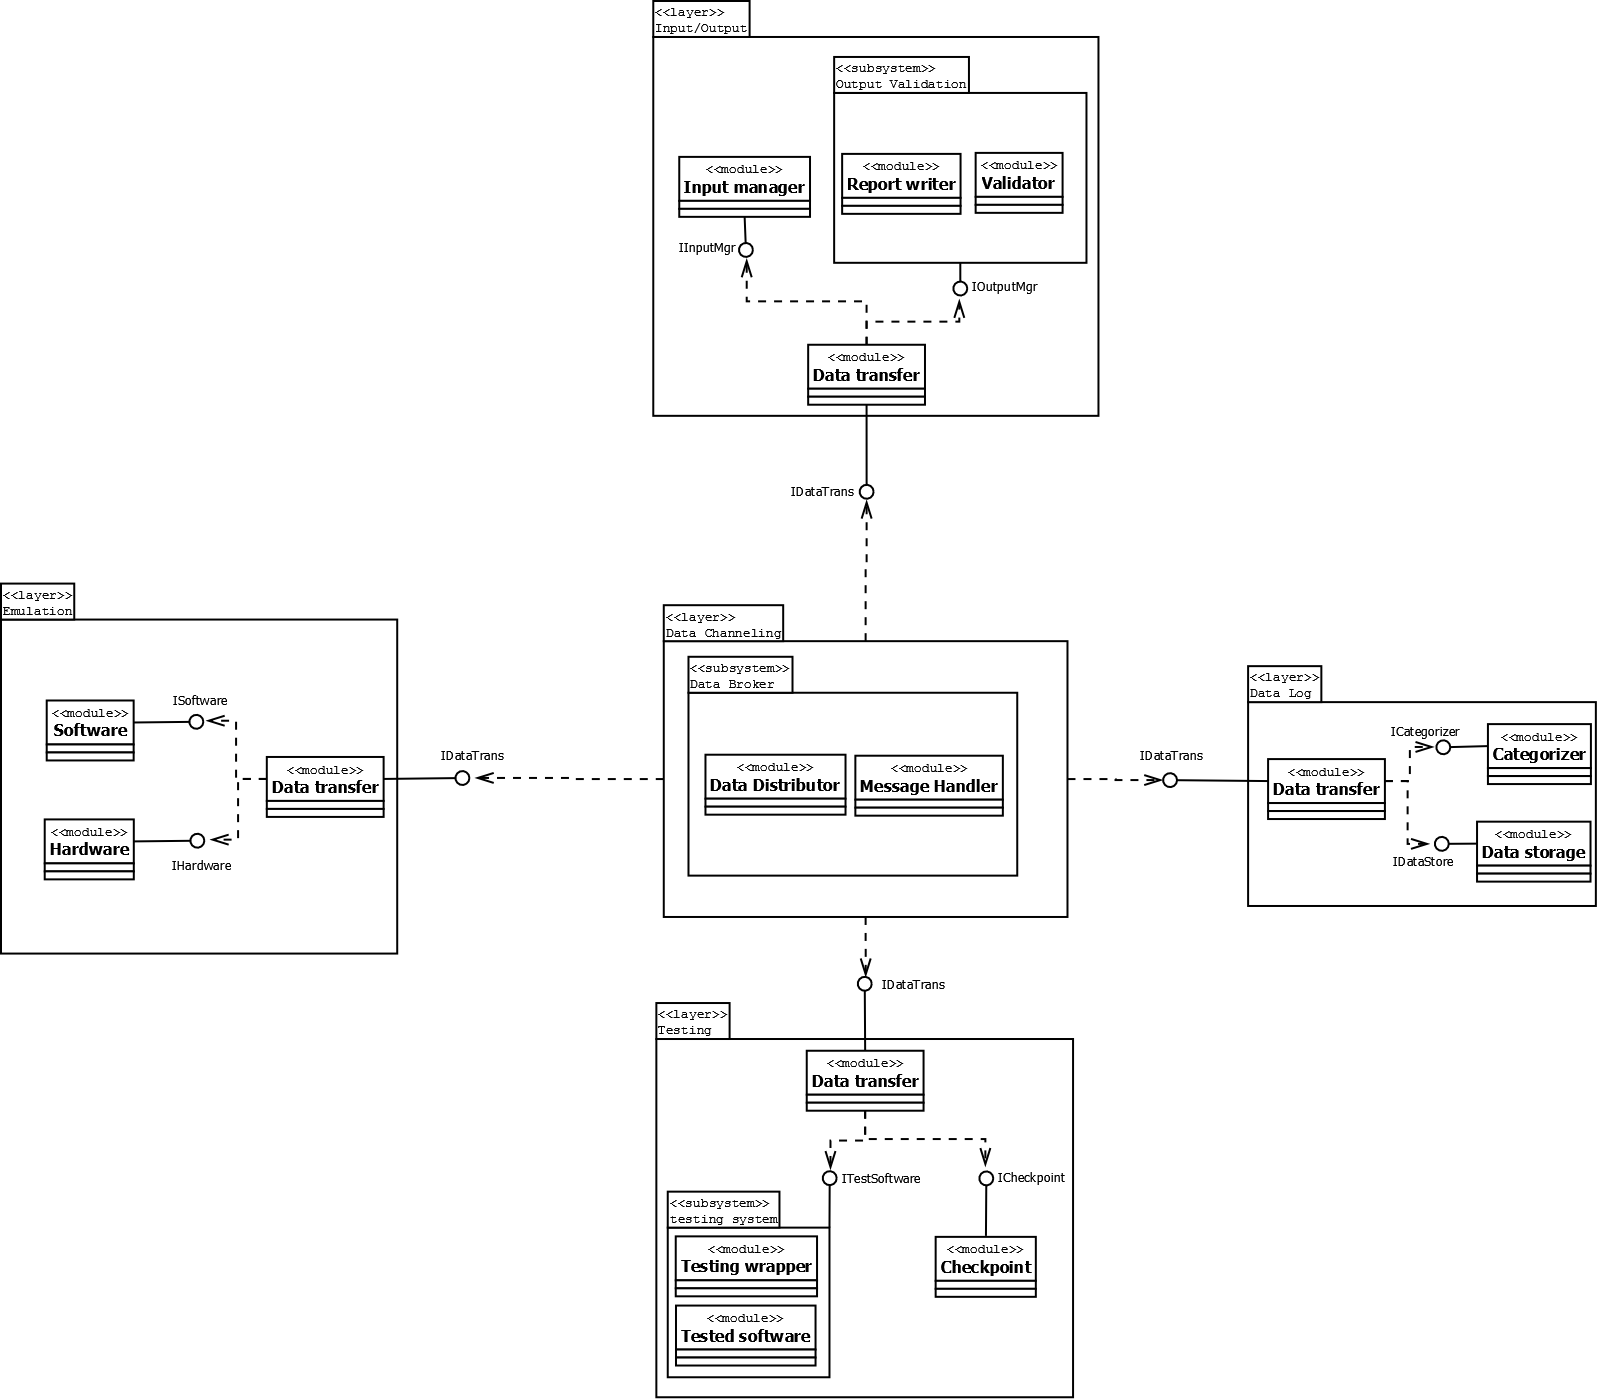 <<layer>>
Input/Output
<<subsystem>>
Output Validation
<<module>>
Input manager
<<module>>
Report writer
<<module>>
Validator
IInputMgr
IOutputMgr
<<module>>
Data transfer
IDataTrans
<<layer>>
Emulation
ISoftware
<<module>>
Software
<<module>>
Data transfer
<<module>>
Hardware
IHardware
IDataTrans
<<layer>>
Data Channeling
<<subsystem>>
Data Broker
<<module>>
Data Distributor
<<module>>
Message Handler
IDataTrans
<<layer>>
Data Log
ICategorizer
<<module>>
Categorizer
<<module>>
Data transfer
<<module>>
Data storage
IDataStore
IDataTrans
<<layer>>
Testing
<<module>>
Data transfer
ITestSoftware
ICheckpoint
<<subsystem>>
testing system
<<module>>
Testing wrapper
<<module>>
Checkpoint
<<module>>
Tested software